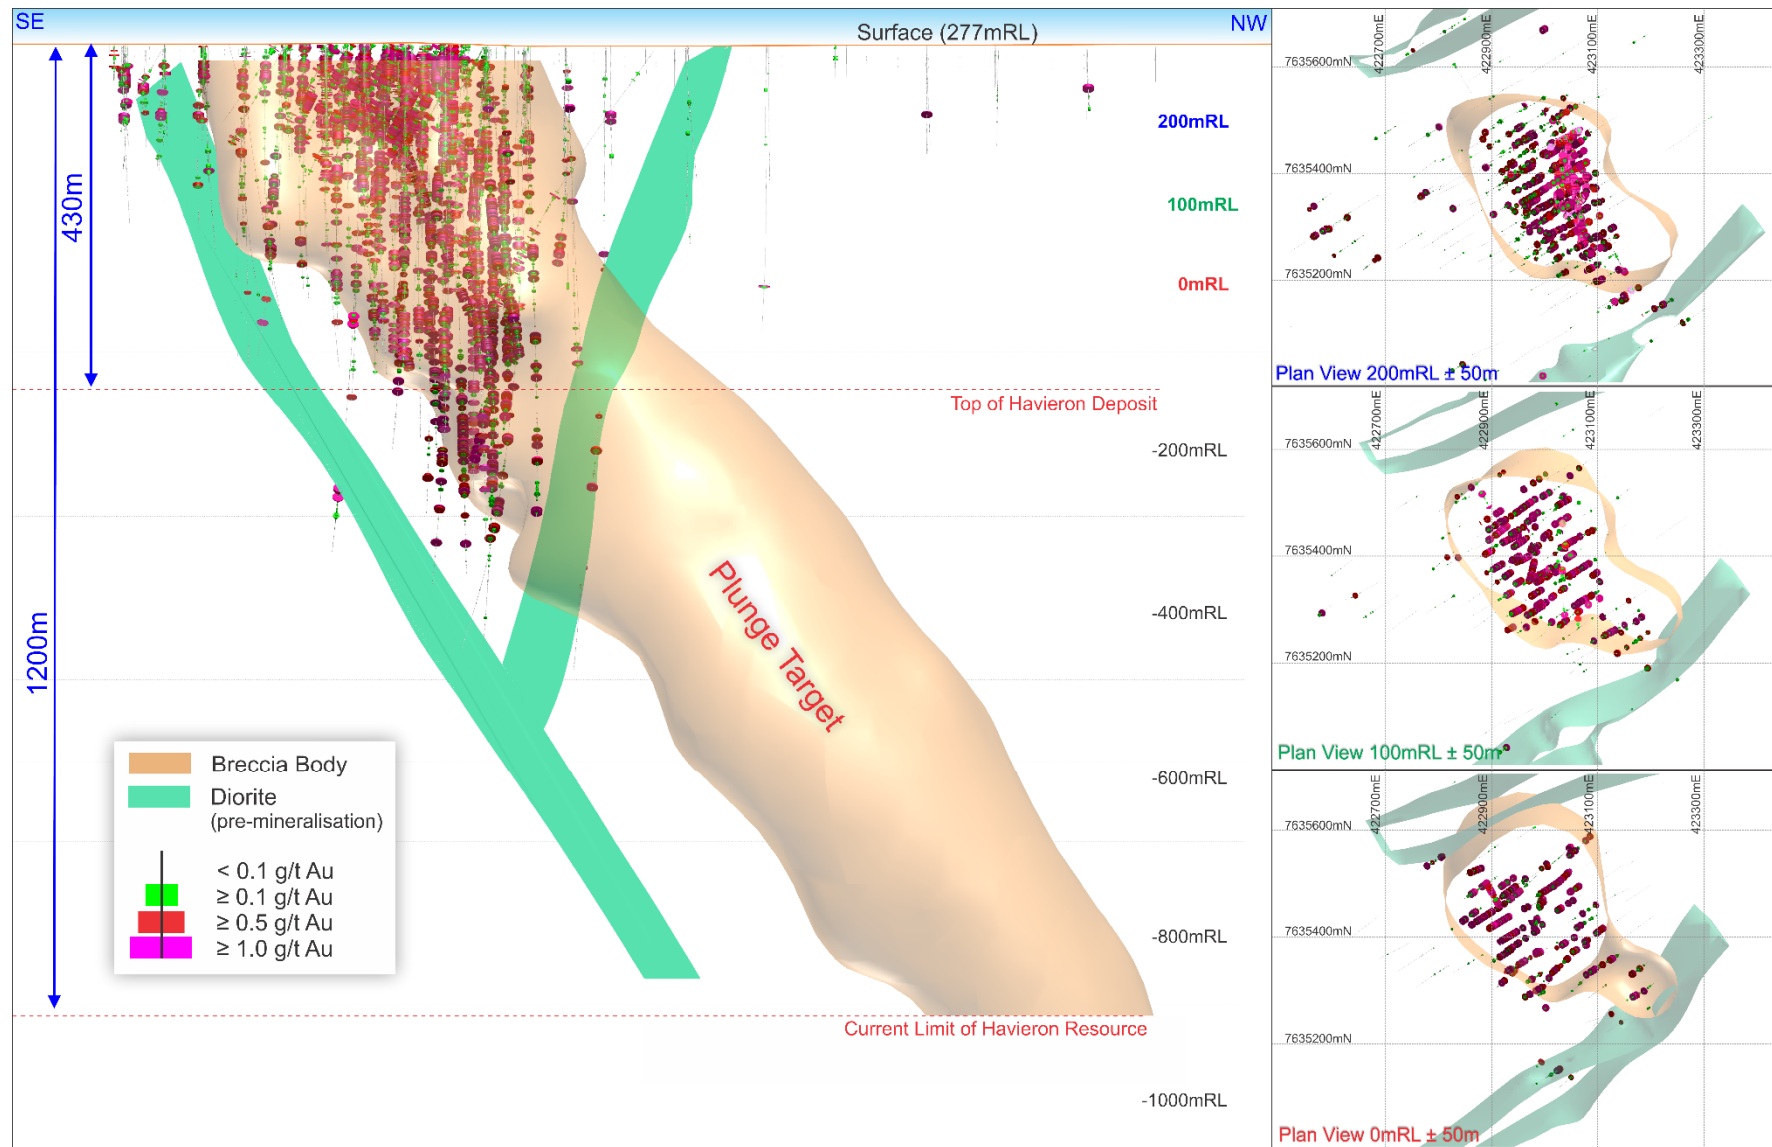 SE
Surface (277mRL)
NW
200mRL
100mRL
0mRL
430m
1200m
Top of Havieron Deposit
-200mRL
-400mRL
-600mRL
-800mRL
Current Limit of Havieron Resource
-1000mRL
Plunge Target
Breccia Body
Diorite
(pre-mineralisation)
< 0.1 g/t Au
≥ 0.1 g/t Au
≥ 0.5 g/t Au
≥ 1.0 g/t Au
422700mE
422900mE
423100mE
423300mE
7635600mN
7635400mN
7635200mN
Plan View 200mRL ± 50m
422700mE
422900mE
423100mE
423300mE
7635600mN
7635400mN
7635200mN
Plan View 100mRL ± 50m
422700mE
422900mE
423100mE
423300mE
7635600mN
7635400mN
7635200mN
Plan View 0mRL ± 50m